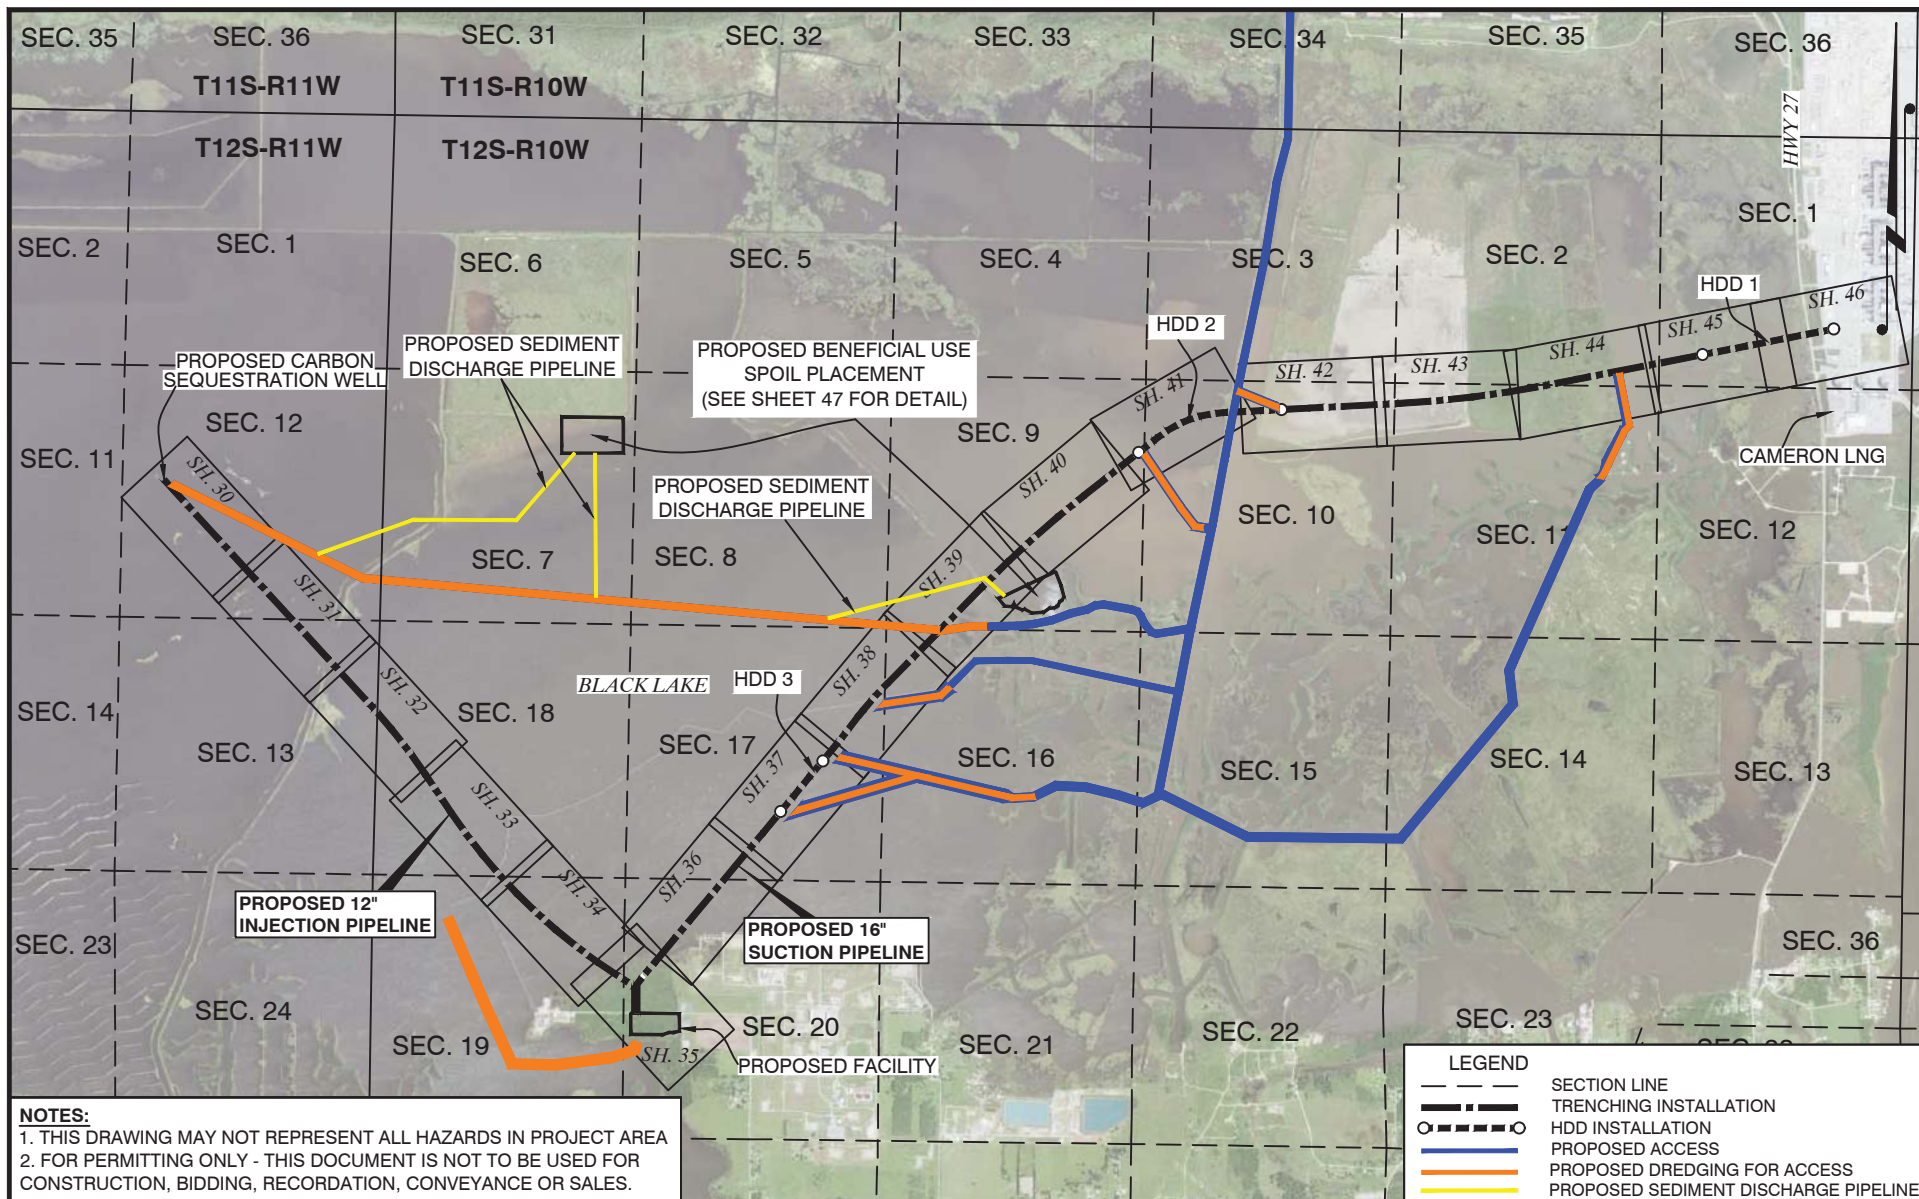 SEC. 35
SEC. 36
SEC. 31
SEC. 32
SEC. 33
SEC. 34
SEC. 35
SEC. 36
T11S-R11W
T11S-R10W
T12S-R11W
T12S-R10W
HWY 27
SEC. 2
SEC. 1
SEC. 6
SEC. 5
SEC. 4
SEC. 3
SEC. 2
SEC. 1
HDD 1
SH. 46
SH. 45
SH. 44
SH. 43
SH. 42
SH. 41
HDD 2
PROPOSED CARBON
SEQUESTRATION WELL
PROPOSED SEDIMENT
DISCHARGE PIPELINE
PROPOSED BENEFICIAL USE
SPOIL PLACEMENT
(SEE SHEET 47 FOR DETAIL)
SEC. 11
SEC. 12
SEC. 9
CAMERON LNG
SH. 30
SH. 40
PROPOSED SEDIMENT
DISCHARGE PIPELINE
SEC. 7
SEC. 8
SEC. 10
SEC. 11
SEC. 12
SH. 31
SH. 39
SH. 32
SH. 38
BLACK LAKE
HDD 3
SEC. 14
SEC. 13
SEC. 18
SEC. 17
SEC. 16
SEC. 15
SEC. 14
SEC. 13
SH. 33
SH. 37
SH. 34
SH. 36
PROPOSED 12"
INJECTION PIPELINE
PROPOSED 16"
SUCTION PIPELINE
SEC. 23
SEC. 24
SEC. 19
SEC. 20
SEC. 21
SEC. 22
SEC. 23
SEC. 36
SH. 35
PROPOSED FACILITY
NOTES:
1. THIS DRAWING MAY NOT REPRESENT ALL HAZARDS IN PROJECT AREA
2. FOR PERMITTING ONLY - THIS DOCUMENT IS NOT TO BE USED FOR
CONSTRUCTION, BIDDING, RECORDATION, CONVEYANCE OR SALES.
LEGEND
SECTION LINE
TRENCHING INSTALLATION
HDD INSTALLATION
PROPOSED ACCESS
PROPOSED DREDGING FOR ACCESS
PROPOSED SEDIMENT DISCHARGE PIPELINE